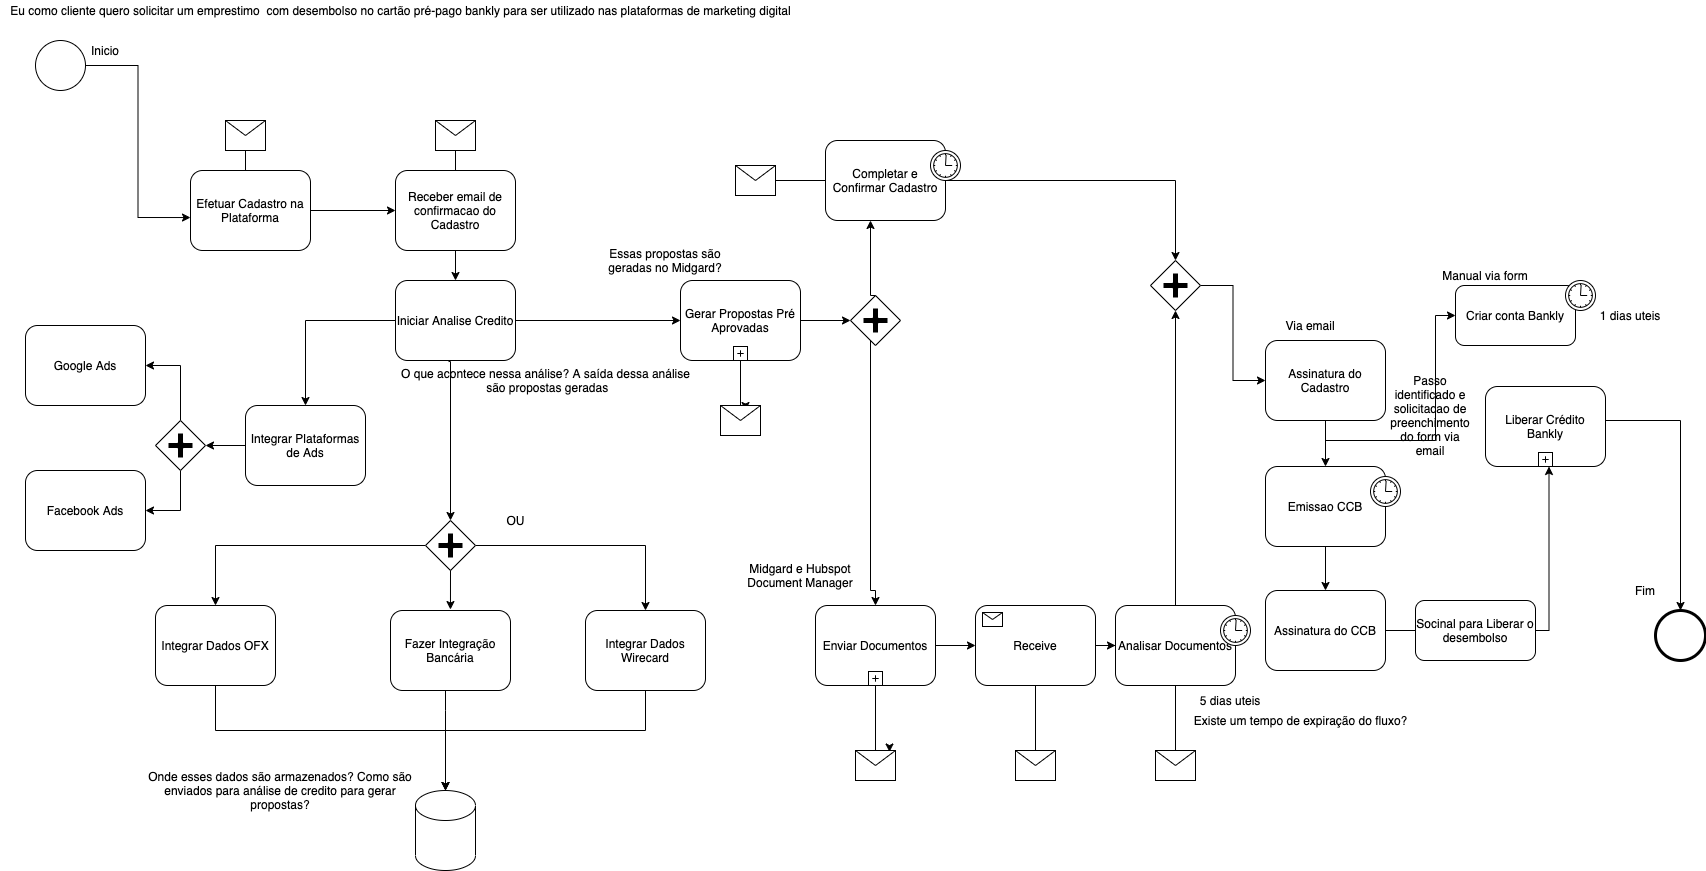 Eu como cliente quero solicitar um emprestimo  com desembolso no cartão pré-pago bankly para ser utilizado nas plataformas de marketing digital
Inicio
Efetuar Cadastro na
Plataforma
Receber email de
confirmacao do
Cadastro
Completar e
Confirmar Cadastro
Essas propostas são
geradas no Midgard?
Iniciar Analise Credito
Gerar Propostas Pré
Aprovadas
O que acontece nessa análise? A saída dessa análise
são propostas geradas
Google Ads
Integrar Plataformas
de Ads
Facebook Ads
OU
Integrar Dados OFX
Fazer Integração
Bancária
Integrar Dados
Wirecard
Onde esses dados são armazenados? Como são
enviados para análise de credito para gerar
propostas?
Midgard e Hubspot
Document Manager
Enviar Documentos
Receive
Analisar Documentos
5 dias uteis
Existe um tempo de expiração do fluxo?
Via email
Assinatura do
Cadastro
Manual via form
Criar conta Bankly
1 dias uteis
Passo
identificado e
solicitacao de
preenchimento
do form via
email
Liberar Crédito
Bankly
Emissao CCB
Assinatura do CCB
Socinal para Liberar o
desembolso
Fim